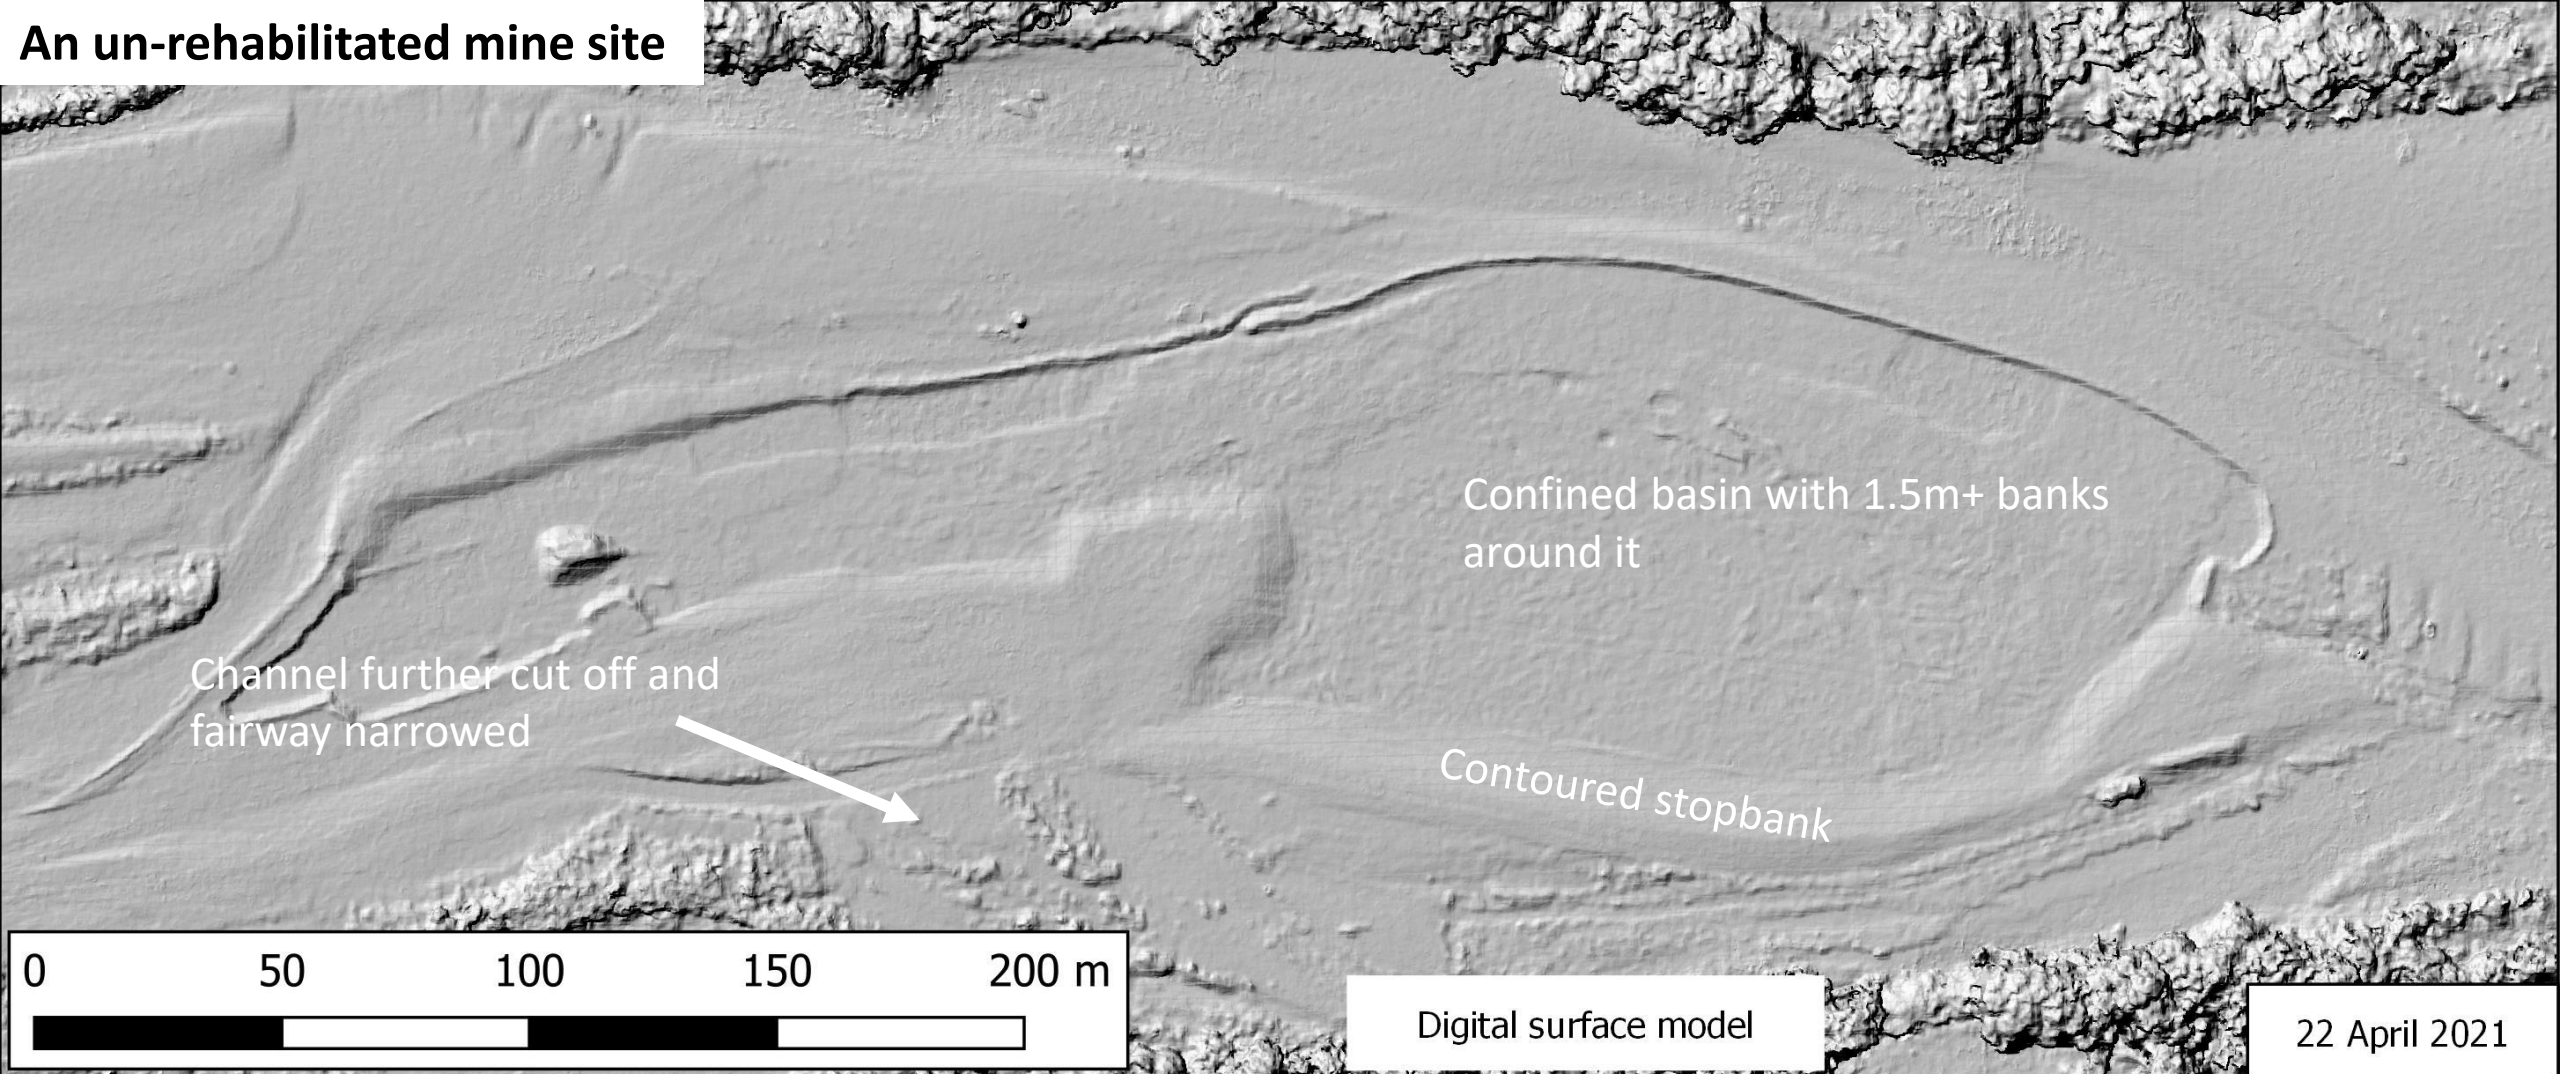 An un-rehabilitated mine site
Confined basin with 1.5m+ banks
around it
Channel further cut off and
fairway narrowed
Contoured stopbank
0 50 100 150 200 m
Digital surface model
22 April 2021